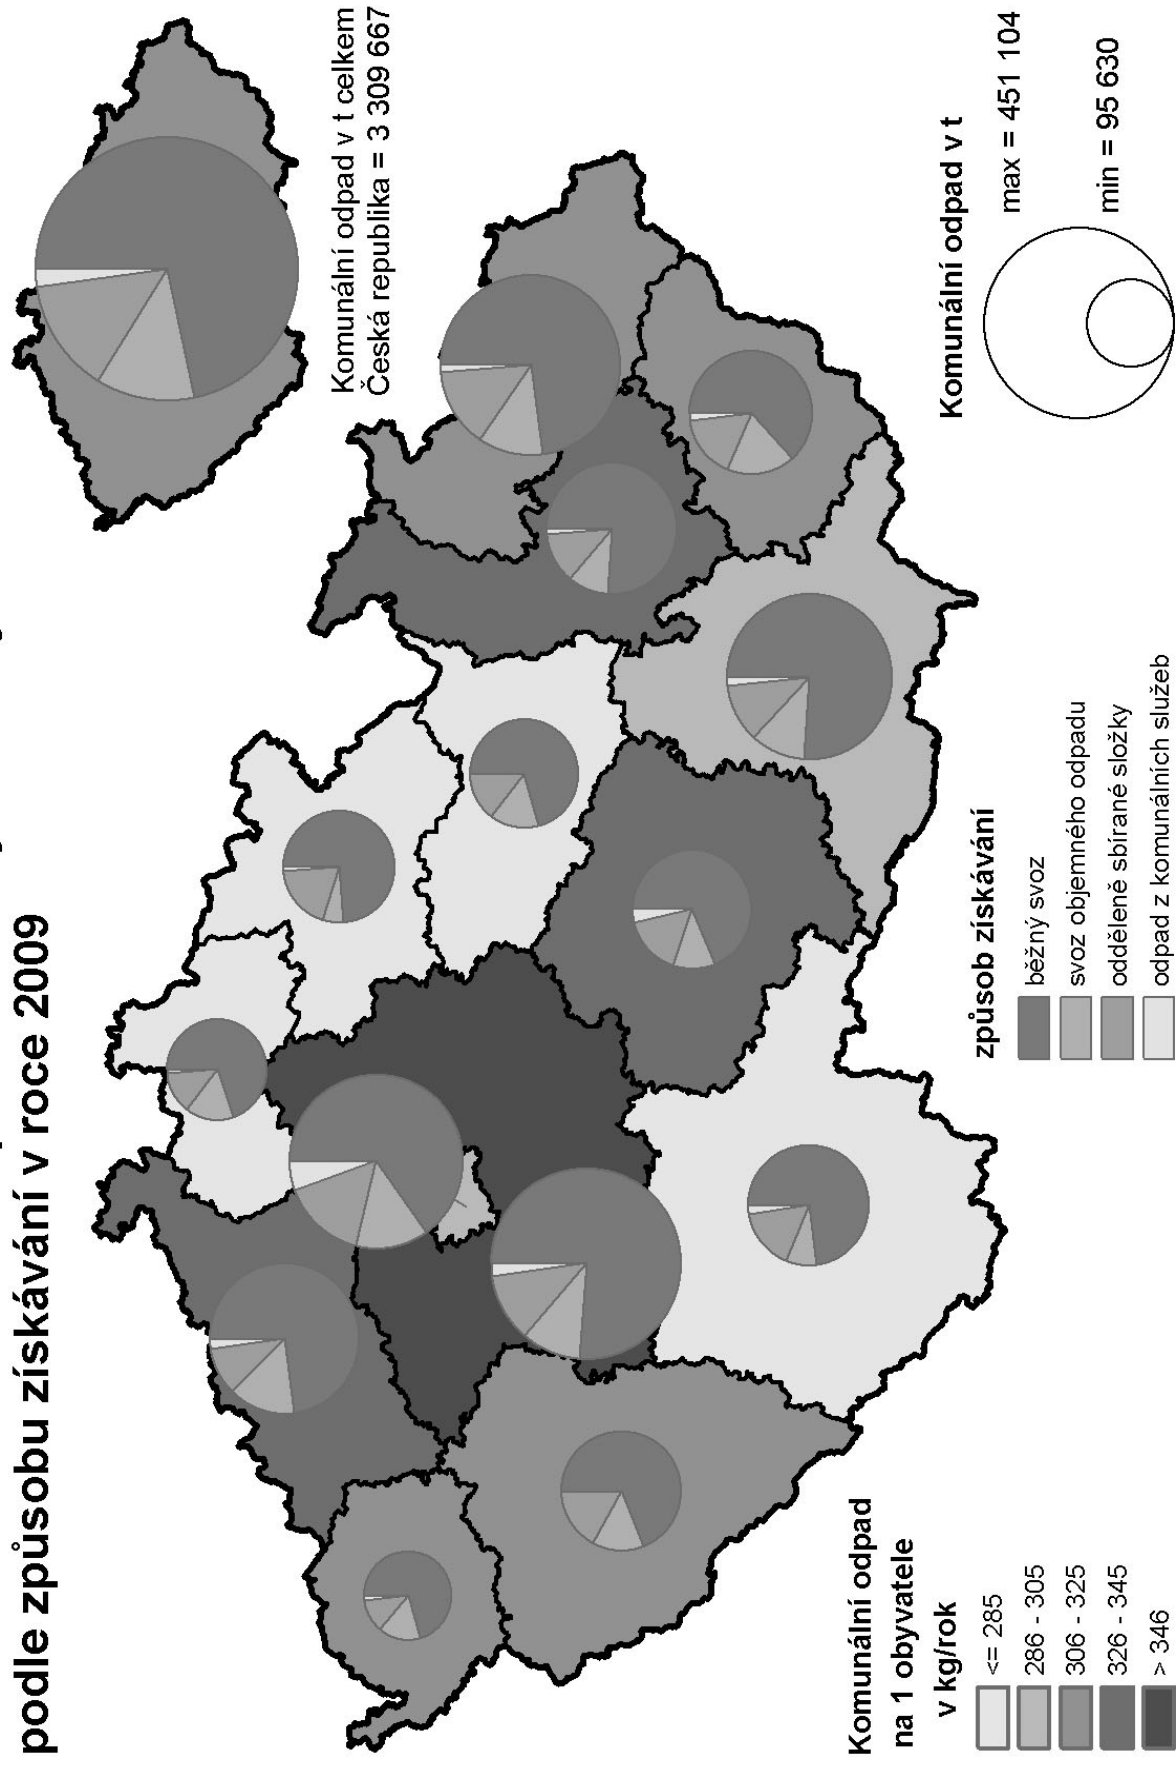 podle způsobu získávání v roce 2009
Komunální odpad v t celkem
Česká republika = 3 309 667
Komunální odpad
na 1 obyvatele
v kg/rok
<= 285
286 - 305
306 - 325
326 - 345
> 346
způsob získávání
běžný svoz
svoz objemného odpadu
odděleně sbírané složky
odpad z komunálních služeb
Komunální odpad v t
max = 451 104
min = 95 630